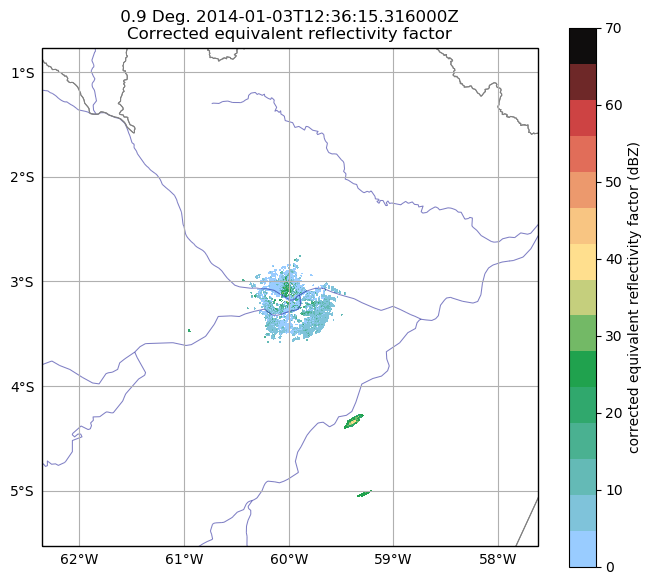 0.9 Deg. 2014-01-03T12:36:15.316000Z
Corrected equivalent reflectivity factor
1°S
2°S
3°S
4°S
5°S
62°W
61°W
60°W
59°W
58°W
70
60
50
40
30
20
10
0
corrected equivalent reflectivity factor (dBZ)